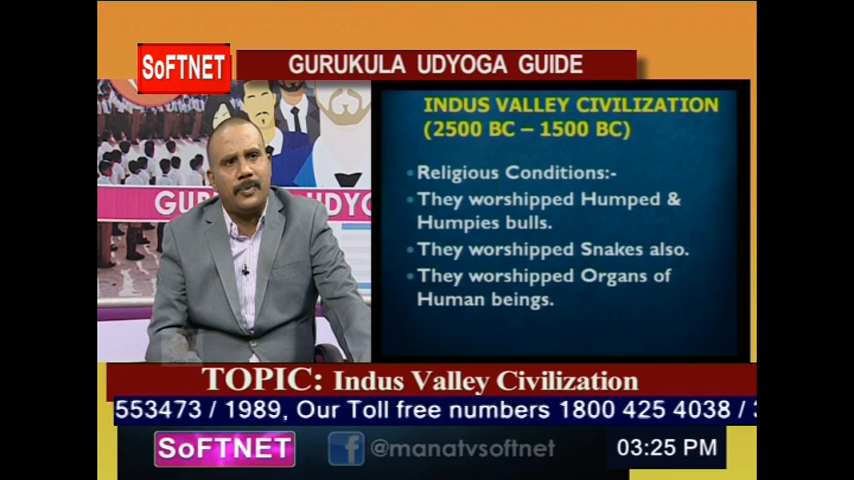 SoFTNET
GURUKULA UDYOGA GUIDE
INDUS VALLEY CIVILIZATION
(2500 BC – 1500 BC)
Religious Conditions:-
They worshipped Humped &
Humpies bulls.
They worshipped Snakes also.
They worshipped Organs of
Human beings.
TOPIC: Indus Valley Civilization
553473 / 1989, Our Toll free numbers 1800 425 4038 /
SoFTNET
@manatvsoftnet
03:25 PM